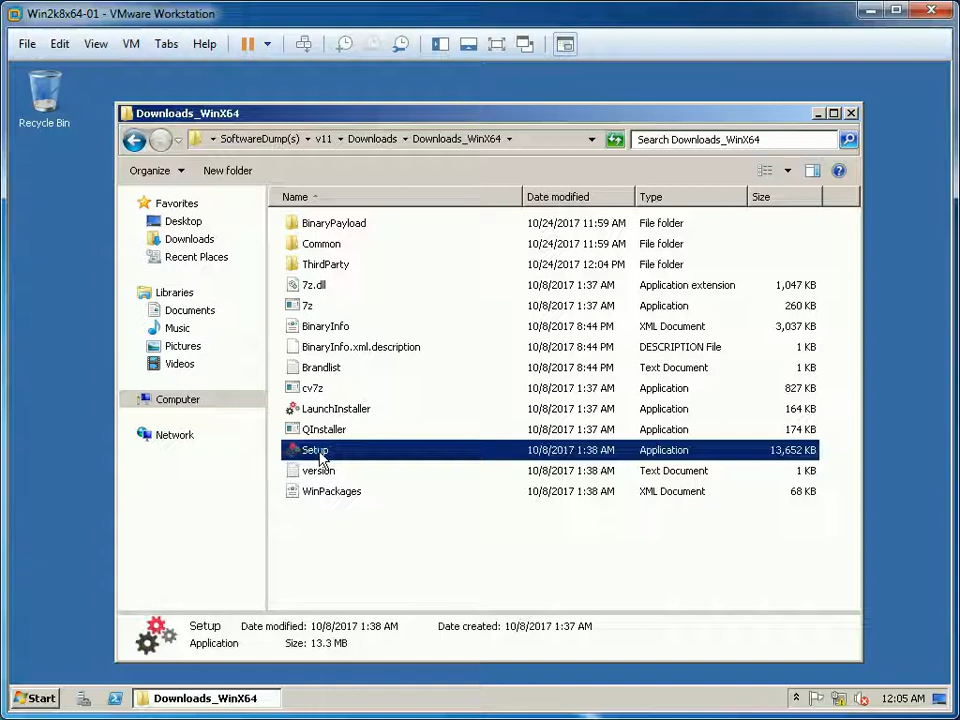 Win2k8x64-01 - VMware Workstation
File Edit View VM Tabs Help
Recycle Bin
Downloads_WinX64
SoftwareDump(s) v11 Downloads Downloads_WinX64
Search Downloads_WinX64
Organize New folder
Favorites
Desktop
Downloads
Recent Places
Libraries
Documents
Music
Pictures
Videos
Computer
Network
Name Date modified Type Size
BinaryPayload 10/24/2017 11:59 AM File folder
Common 10/24/2017 11:59 AM File folder
ThirdParty 10/24/2017 12:04 PM File folder
7z.dll 10/8/2017 1:37 AM Application extension 1,047 KB
7z 10/8/2017 1:37 AM Application 260 KB
BinaryInfo 10/8/2017 8:44 PM XML Document 3,037 KB
BinaryInfo.xml.description 10/8/2017 8:44 PM DESCRIPTION File 1 KB
Brandlist 10/8/2017 8:44 PM Text Document 1 KB
cv7z 10/8/2017 1:37 AM Application 827 KB
LaunchInstaller 10/8/2017 1:37 AM Application 164 KB
QInstaller 10/8/2017 1:37 AM Application 174 KB
Setup 10/8/2017 1:38 AM Application 13,652 KB
version 10/8/2017 1:38 AM Text Document 1 KB
WinPackages 10/8/2017 1:38 AM XML Document 68 KB
Setup Date modified: 10/8/2017 1:38 AM Date created: 10/8/2017 1:37 AM
Application Size: 13.3 MB
Start Downloads_WinX64 12:05 AM